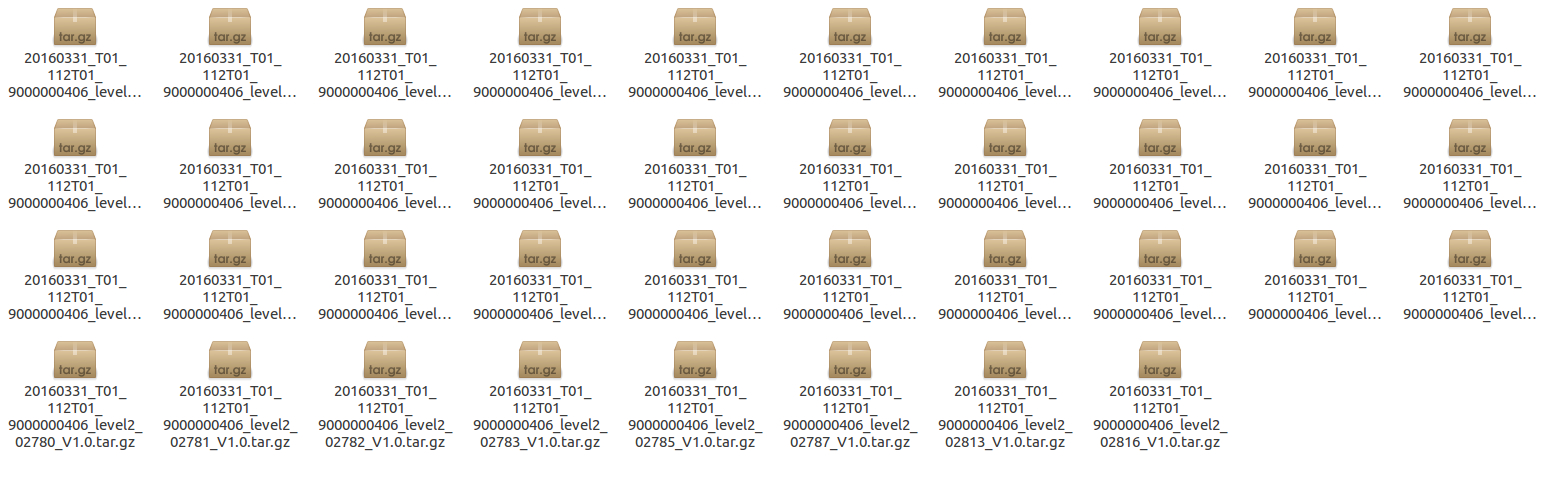 tar.gz tar.gz tar.gz tar.gz tar.gz tar.gz tar.gz tar.gz tar.gz tar.gz
20160331_T01_ 20160331_T01_ 20160331_T01_ 20160331_T01_ 20160331_T01_ 20160331_T01_ 20160331_T01_ 20160331_T01_ 20160331_T01_ 20160331_T01_
112T01_ 112T01_ 112T01_ 112T01_ 112T01_ 112T01_ 112T01_ 112T01_ 112T01_ 112T01_
9000000406_level... 9000000406_level... 9000000406_level... 9000000406_level... 9000000406_level... 9000000406_level... 9000000406_level... 9000000406_level... 9000000406_level... 9000000406_level...
tar.gz tar.gz tar.gz tar.gz tar.gz tar.gz tar.gz tar.gz tar.gz tar.gz
20160331_T01_ 20160331_T01_ 20160331_T01_ 20160331_T01_ 20160331_T01_ 20160331_T01_ 20160331_T01_ 20160331_T01_ 20160331_T01_ 20160331_T01_
112T01_ 112T01_ 112T01_ 112T01_ 112T01_ 112T01_ 112T01_ 112T01_ 112T01_ 112T01_
9000000406_level... 9000000406_level... 9000000406_level... 9000000406_level... 9000000406_level... 9000000406_level... 9000000406_level... 9000000406_level... 9000000406_level... 9000000406_level...
tar.gz tar.gz tar.gz tar.gz tar.gz tar.gz tar.gz tar.gz tar.gz tar.gz
20160331_T01_ 20160331_T01_ 20160331_T01_ 20160331_T01_ 20160331_T01_ 20160331_T01_ 20160331_T01_ 20160331_T01_ 20160331_T01_ 20160331_T01_
112T01_ 112T01_ 112T01_ 112T01_ 112T01_ 112T01_ 112T01_ 112T01_ 112T01_ 112T01_
9000000406_level... 9000000406_level... 9000000406_level... 9000000406_level... 9000000406_level... 9000000406_level... 9000000406_level... 9000000406_level... 9000000406_level... 9000000406_level...
tar.gz tar.gz tar.gz tar.gz tar.gz tar.gz tar.gz tar.gz
20160331_T01_ 20160331_T01_ 20160331_T01_ 20160331_T01_ 20160331_T01_ 20160331_T01_ 20160331_T01_ 20160331_T01_
112T01_ 112T01_ 112T01_ 112T01_ 112T01_ 112T01_ 112T01_ 112T01_
9000000406_level2_ 9000000406_level2_ 9000000406_level2_ 9000000406_level2_ 9000000406_level2_ 9000000406_level2_ 9000000406_level2_ 9000000406_level2_
02780_V1.0.tar.gz 02781_V1.0.tar.gz 02782_V1.0.tar.gz 02783_V1.0.tar.gz 02785_V1.0.tar.gz 02787_V1.0.tar.gz 02813_V1.0.tar.gz 02816_V1.0.tar.gz